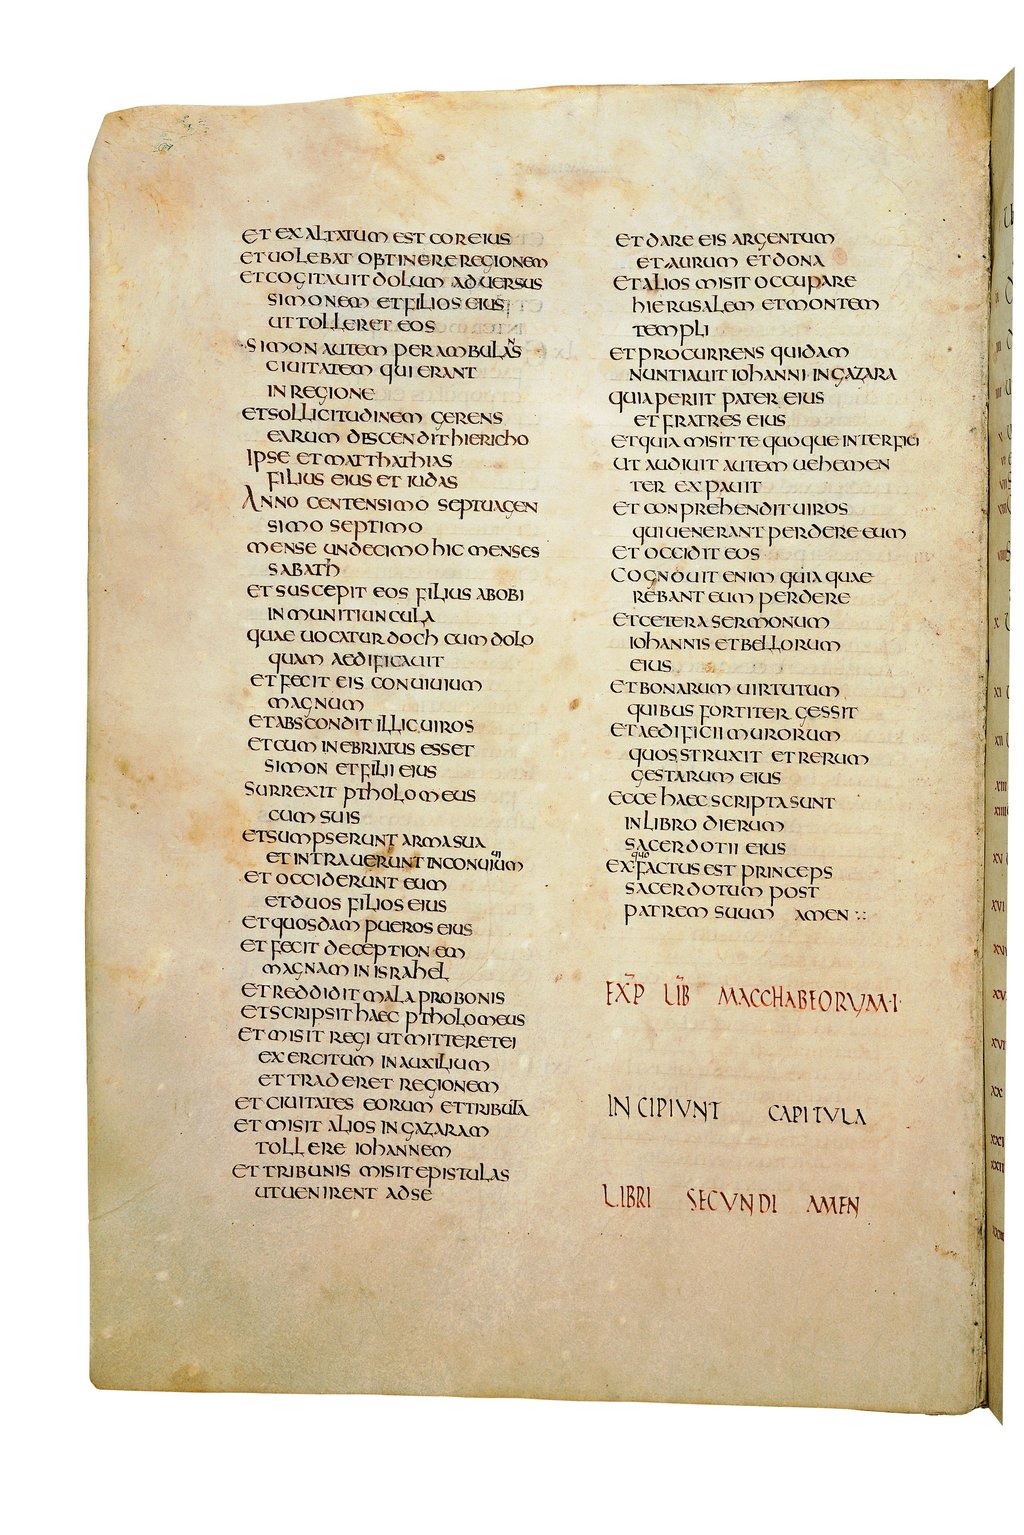 ET EXALTATUM EST COR EIUS
ET UOLEBAT OBTINERE REGIONEM
ET COGITAUIT DOLUM ADUERSUS
SIMONEM ET FILIOS EIUS
UT TOLLERET EOS
SIMON AUTEM PERAMBULAS̄
CIUITATEM QUI ERANT
IN REGIONE
ET SOLLICITUDINEM GERENS
EARUM DISCENDIT HIERICHO
IPSE ET MATTHATHIAS
FILIUS EIUS ET IUDAS
ANNO CENTENSIMO SEPTUAGEN
SIMO SEPTIMO
MENSE UNDECIMO HIC MENSES
SABATH
ET SUSCEPIT EOS FILIUS ABOBI
IN MUNITIUNCULA
QUAE UOCATUR DOCH CUM DOLO
QUAM AEDIFICAUIT
ET FECIT EIS CONUIUIUM
MAGNUM
ET ABSCONDIT ILLIC UIROS
ET CUM INEBRIATUS ESSET
SIMON ET FILII EIUS
SURREXIT PTHOLOMEUS
CUM SUIS
ET SUMPSERUNT ARMA SUA
ET INTRAUERUNT IN CONUIUIUM
ET OCCIDERUNT EUM
ET DUOS FILIOS EIUS
ET QUOSDAM PUEROS EIUS
ET FECIT DECEPTIONEM
MAGNAM IN ISRAHEL
ET REDDIDIT MALA PRO BONIS
ET SCRIPSIT HAEC PTHOLOMEUS
ET MISIT REGI UT MITTERET EI
EXERCITUM IN AUXILIUM
ET TRADERET REGIONEM
ET CIUITATES EORUM ET TRIBUTA
ET MISIT ALIOS IN GAZARAM
TOLLERE IOHANNEM
ET TRIBUNIS MISIT EPISTULAS
UT UENIRENT AD SE
ET DARE EIS ARGENTUM
ET AURUM ET DONA
ET ALIOS MISIT OCCUPARE
HIERUSALEM ET MONTEM
TEMPLI
ET PROCURRENS QUIDAM
NUNTIAUIT IOHANNI IN GAZARA
QUIA PERIIT PATER EIUS
ET FRATRES EIUS
ET QUIA MISIT TE QUOQUE INTERFICI
UT AUDIUIT AUTEM UEHEMEN
TER EXPAUIT
ET CONPREHENDIT UIROS
QUI UENERANT PERDERE EUM
ET OCCIDIT EOS
COGNOUIT ENIM QUIA QUAE
REBANT EUM PERDERE
ET CETERA SERMONUM
IOHANNIS ET BELLORUM
EIUS
ET BONARUM UIRTUTUM
QUIBUS FORTITER GESSIT
ET AEDIFICII MURORUM
QUOS STRUXIT ET RERUM
GESTARUM EIUS
ECCE HAEC SCRIPTA SUNT
IN LIBRO DIERUM
SACERDOTII EIUS
EX quo FACTUS EST PRINCEPS
SACERDOTUM POST
PATREM SUUM AMEN
EXP̄ LIB̄ MACCHABEORUM·I·
INCIPIUNT CAPITULA
LIBRI SECUNDI AMEN